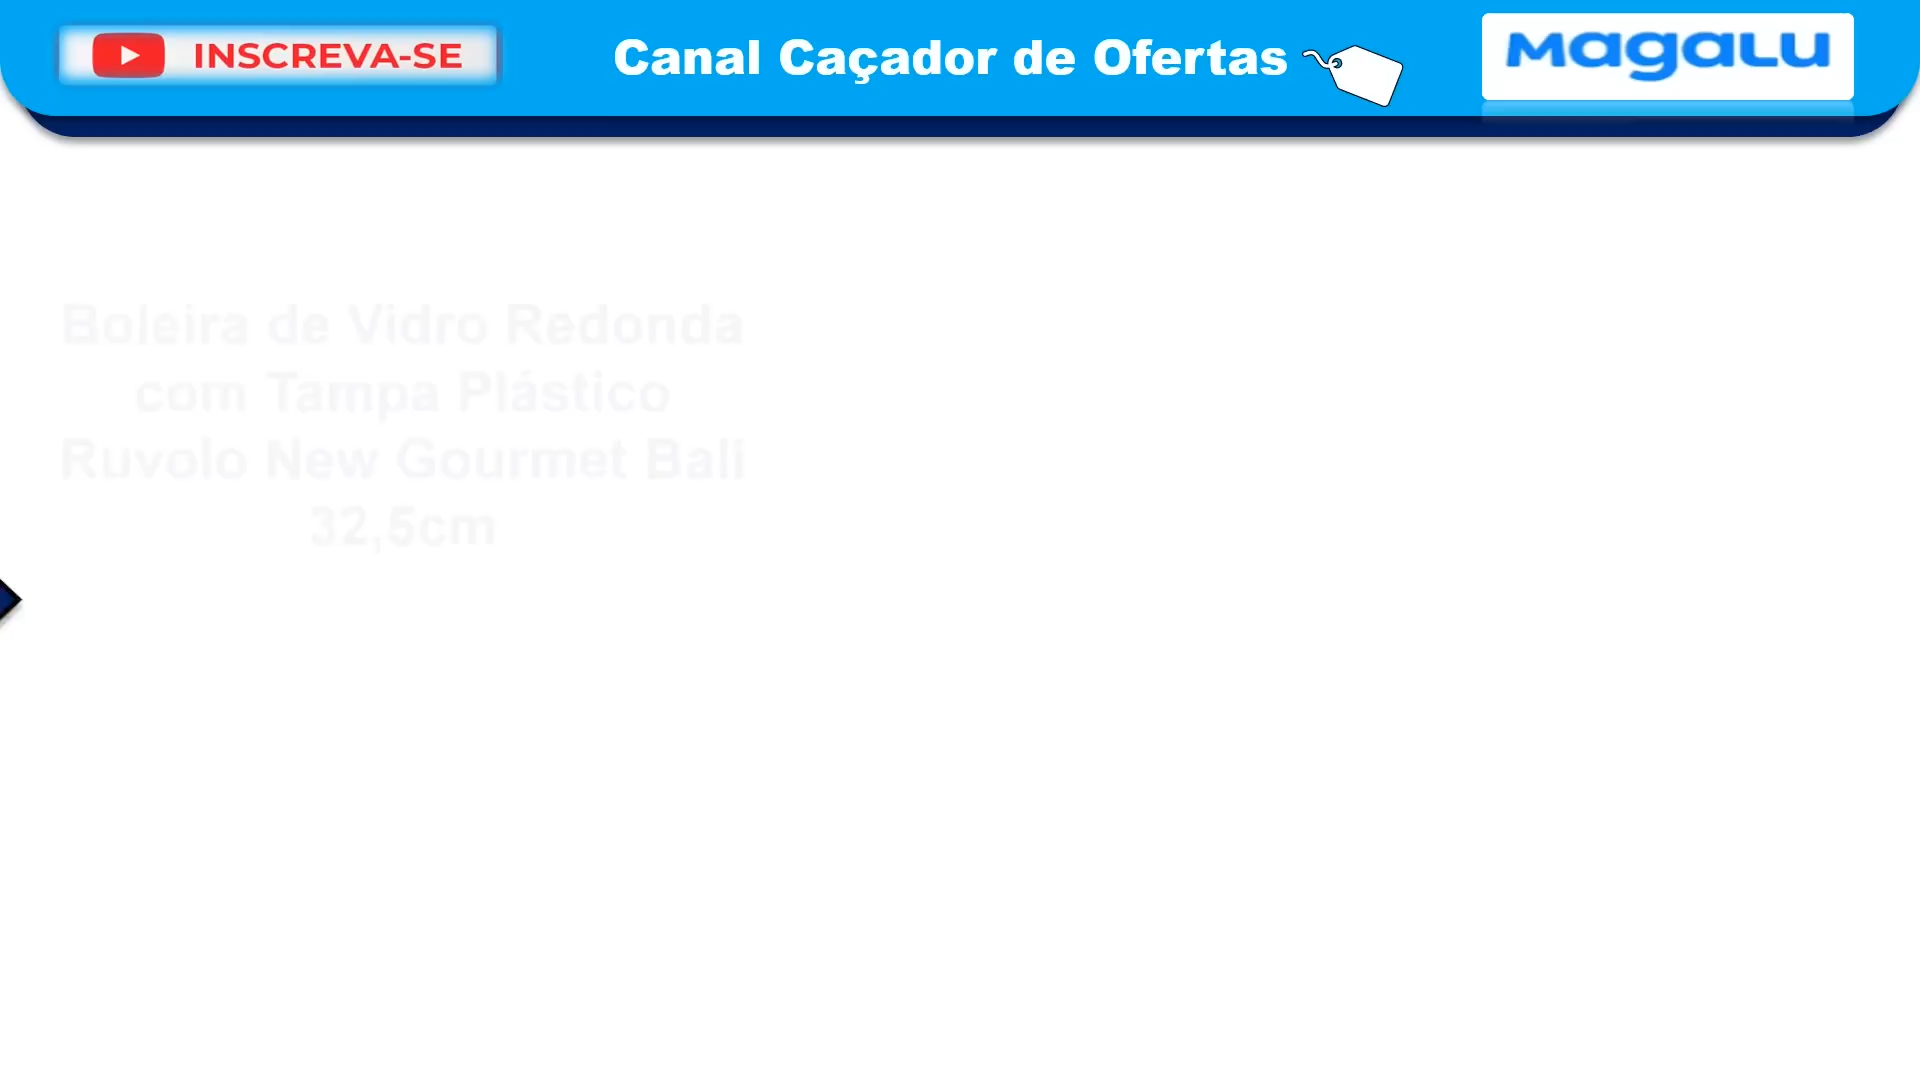 INSCREVA-SE
Canal Caçador de Ofertas
MagaLu
Boleira de Vidro Redonda
com Tampa Plástico
Ruvolo New Gourmet Bali
32,5cm